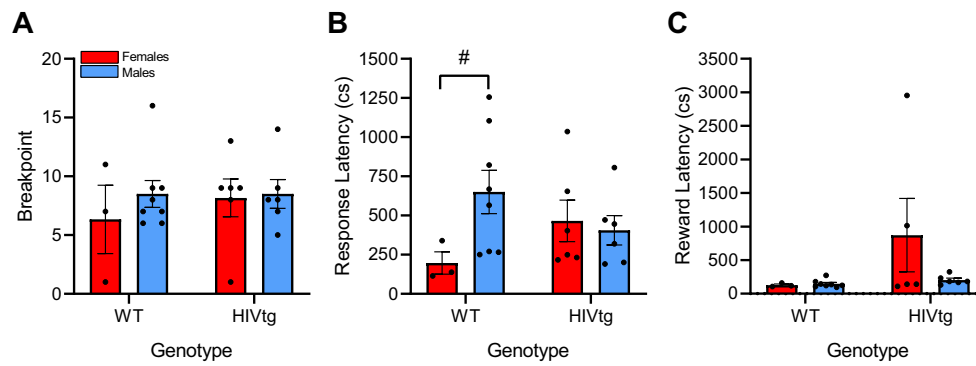 A
Breakpoint
20
15
10
5
0
Females
Males
WT
HIVtg
Genotype
B
Response Latency (cs)
1500
1250
1000
750
500
250
0
#
WT
HIVtg
Genotype
C
Reward Latency (cs)
3500
3000
2500
2000
1500
1000
500
0
WT
HIVtg
Genotype